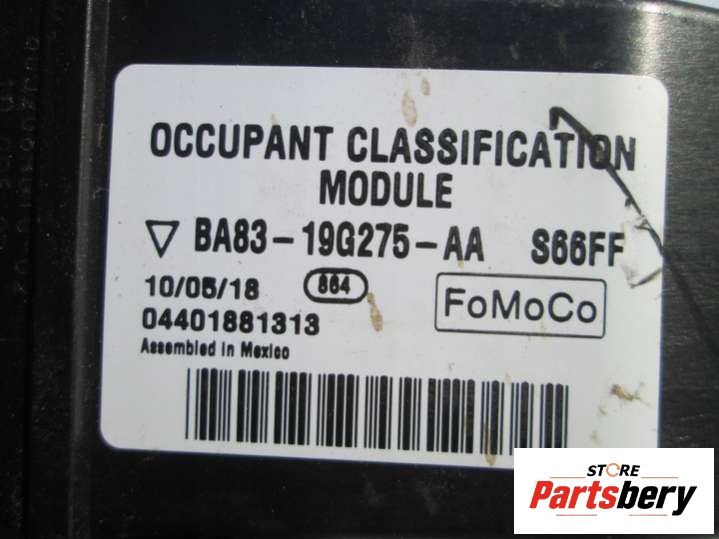 OCCUPANT CLASSIFICATION
MODULE
BA83-19G275-AA S66FF
10/05/18 864
FoMoCo
04401881313
Assembled in Mexico
STORE
Partsbery